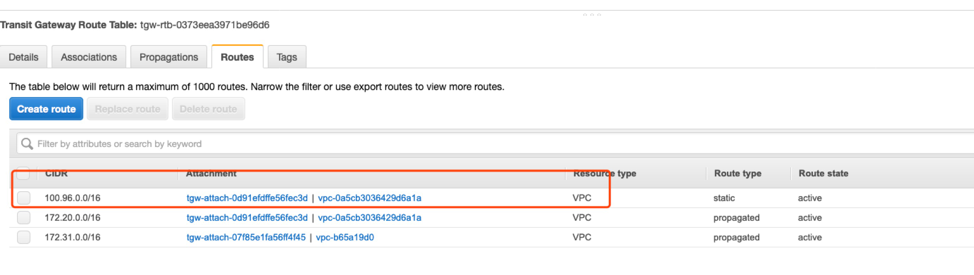 Transit Gateway Route Table: tgw-rtb-0373eea3971be96d6
Details Associations Propagations Routes Tags
The table below will return a maximum of 1000 routes. Narrow the filter or use export routes to view more routes.
Create route Replace route Delete route
Filter by attributes or search by keyword
CIDR Attachment Resource type Route type Route state
100.96.0.0/16 tgw-attach-0d91efdffe56fec3d | vpc-0a5cb3036429d6a1a VPC static active
172.20.0.0/16 tgw-attach-0d91efdffe56fec3d | vpc-0a5cb3036429d6a1a VPC propagated active
172.31.0.0/16 tgw-attach-07f85e1fa56ff4f45 | vpc-b65a19d0 VPC propagated active